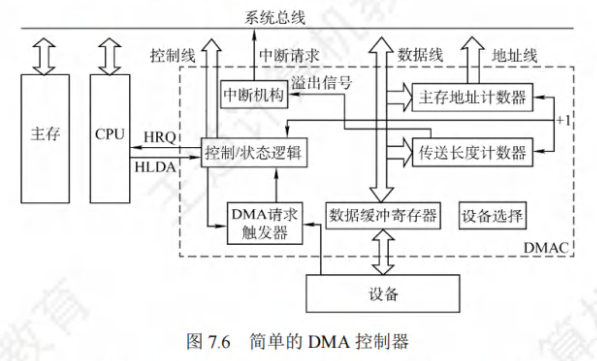 系统总线
控制线
中断请求
数据线
地址线
溢出信号
中断机构
主存地址计数器
主存
CPU
HRQ
HLDA
控制/状态逻辑
传送长度计数器
+1
DMA请求
触发器
数据缓冲寄存器
设备选择
DMAC
设备
图 7.6 简单的 DMA 控制器